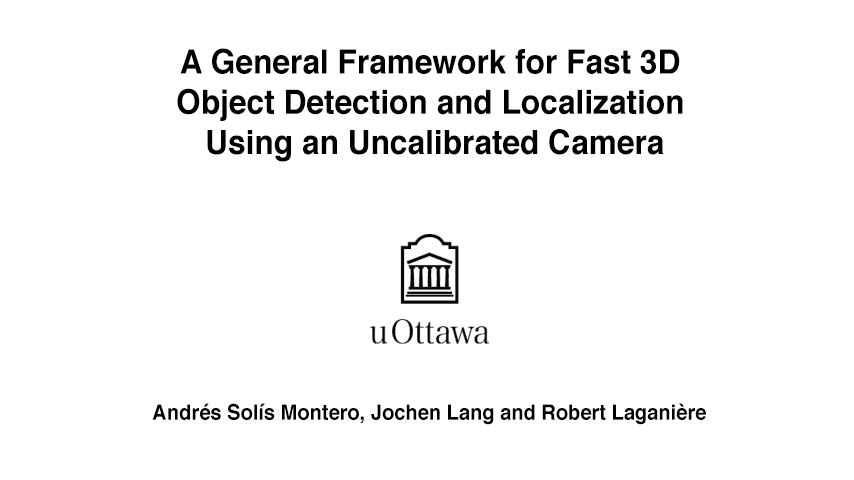 A General Framework for Fast 3D
Object Detection and Localization
Using an Uncalibrated Camera
uOttawa
Andrés Solís Montero, Jochen Lang and Robert Laganière